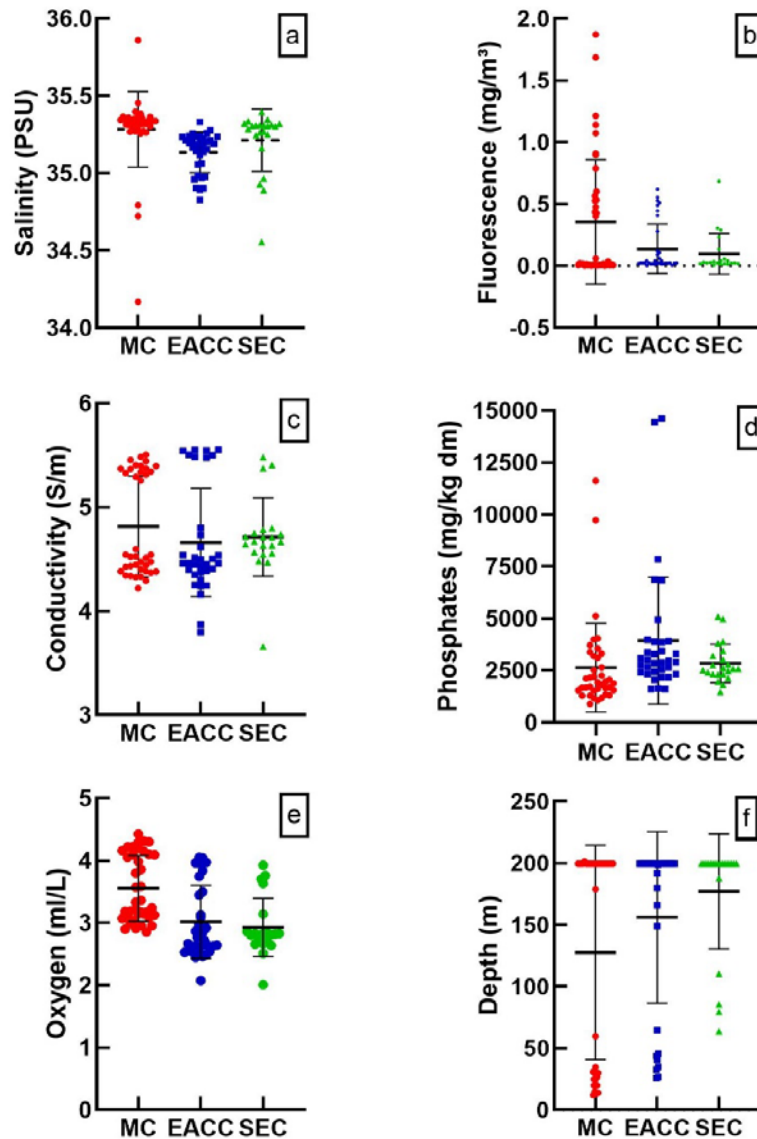 a
Salinity (PSU)
36.0
35.5
35.0
34.5
34.0
MC EACC SEC
b
Fluorescence (mg/m³)
2.0
1.5
1.0
0.5
0.0
-0.5
MC EACC SEC
c
Conductivity (S/m)
6
5
4
3
MC EACC SEC
d
Phosphates (mg/kg dm)
15000
12500
10000
7500
5000
2500
0
MC EACC SEC
e
Oxygen (ml/L)
5
4
3
2
1
0
MC EACC SEC
f
Depth (m)
250
200
150
100
50
0
MC EACC SEC